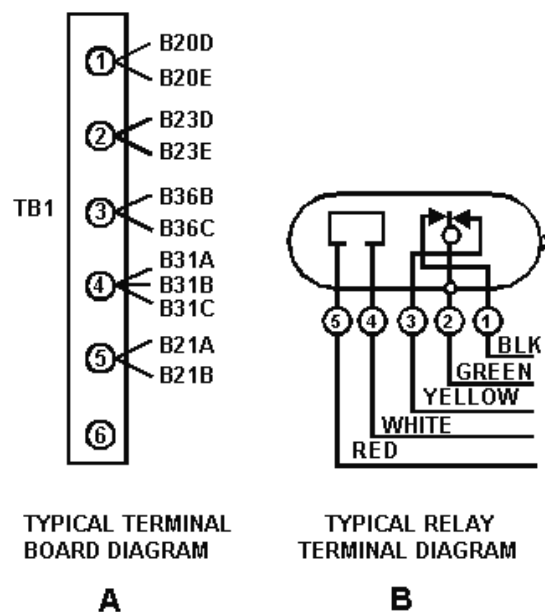 TB1
1
B20D
B20E
2
B23D
B23E
3
B36B
B36C
4
B31A
B31B
B31C
5
B21A
B21B
6
TYPICAL TERMINAL
BOARD DIAGRAM
A
5 4 3 2 1
BLK
GREEN
YELLOW
WHITE
RED
TYPICAL RELAY
TERMINAL DIAGRAM
B